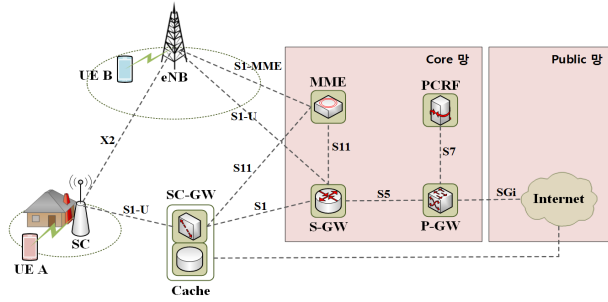 Core 망
Public 망
UE B
eNB
S1-MME
MME
PCRF
S1-U
X2
S11
S7
S11
SC-GW
S1-U
S1
S5
SGi
Internet
SC
S-GW
P-GW
UE A
Cache